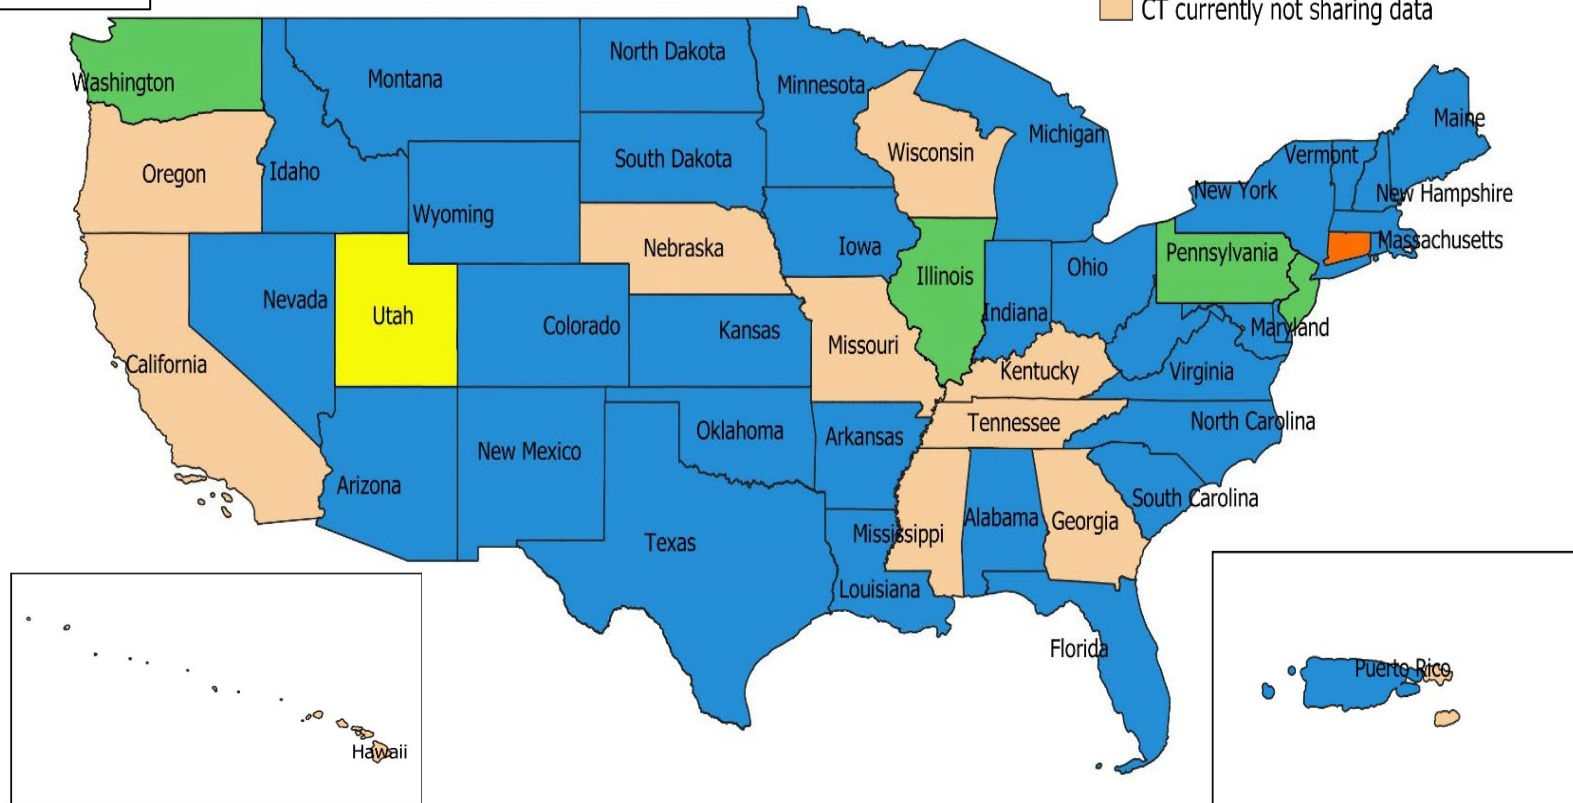 CT currently not sharing data
North Dakota
Montana
Minnesota
Washington
Maine
Michigan
Wisconsin
Vermont
South Dakota
Oregon
Idaho
New York
New Hampshire
Wyoming
Massachusetts
Nebraska
Iowa
Pennsylvania
Ohio
Illinois
Nevada
Utah
Indiana
Colorado
Kansas
Maryland
Missouri
California
Kentucky
Virginia
Tennessee
North Carolina
Oklahoma
Arkansas
New Mexico
Arizona
South Carolina
Alabama
Georgia
Mississippi
Texas
Louisiana
Florida
Puerto Rico
Hawaii